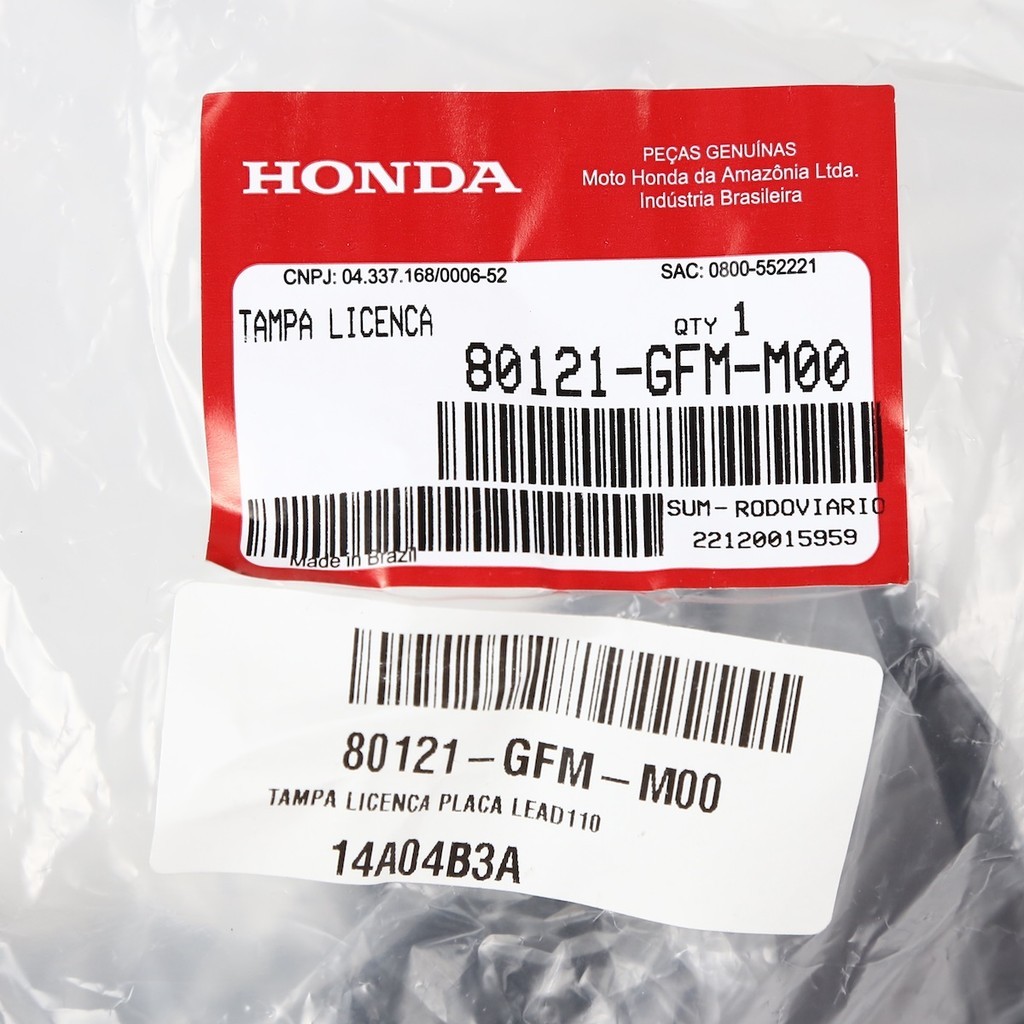 HONDA
PEÇAS GENUÍNAS
Moto Honda da Amazônia Ltda.
Indústria Brasileira
CNPJ: 04.337.168/0006-52
SAC: 0800-552221
TAMPA LICENCA
QTY 1
80121-GFM-M00
SUM-RODOVIARIO
22120015959
Made in Brazil
80121-GFM-M00
TAMPA LICENCA PLACA LEAD110
14A04B3A